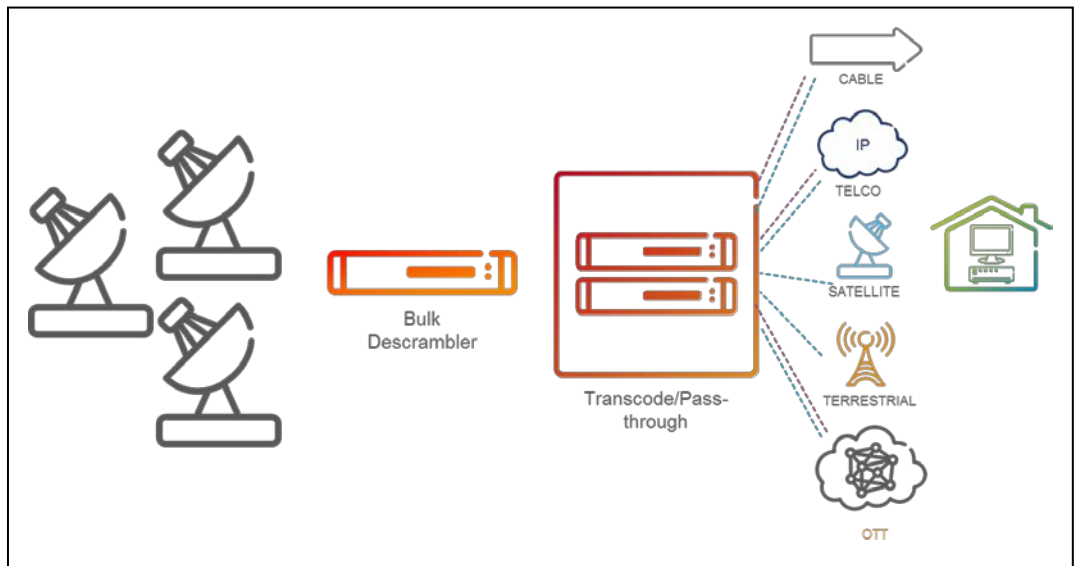 CABLE
IP
TELCO
SATELLITE
Bulk
Descrambler
Transcode/Pass-
through
TERRESTRIAL
OTT